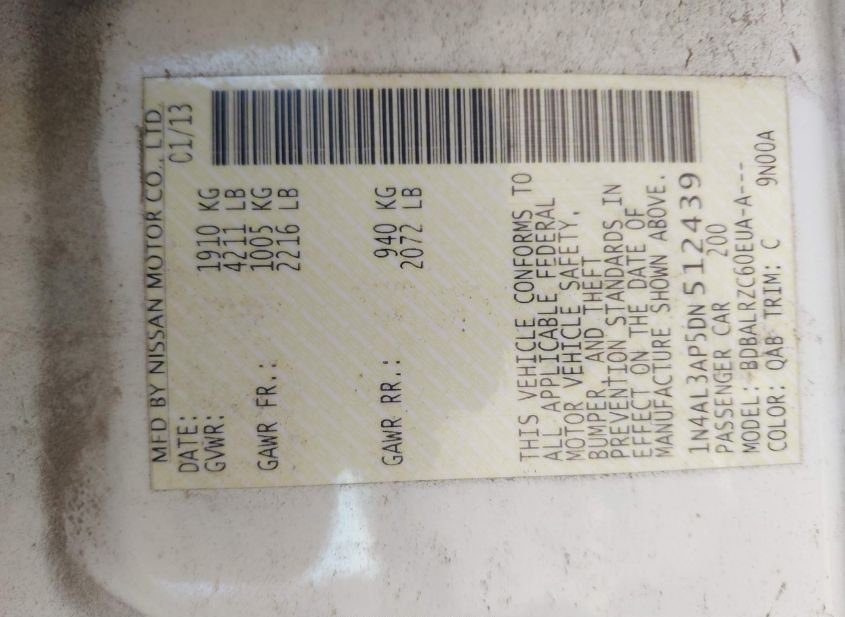 MFD BY NISSAN MOTOR CO., LTD.
DATE: C1/13
GVWR: 1910 KG
4211 LB
GAWR FR.: 1005 KG
2216 LB
GAWR RR.: 940 KG
2072 LB
THIS VEHICLE CONFORMS TO
ALL APPLICABLE FEDERAL
MOTOR VEHICLE SAFETY,
BUMPER, AND THEFT
PREVENTION STANDARDS IN
EFFECT ON THE DATE OF
MANUFACTURE SHOWN ABOVE.
1N4AL3AP5DN512439
PASSENGER CAR 200
MODEL: BDBALRZC60EUA-A---
COLOR: QAB TRIM: C 9N00A